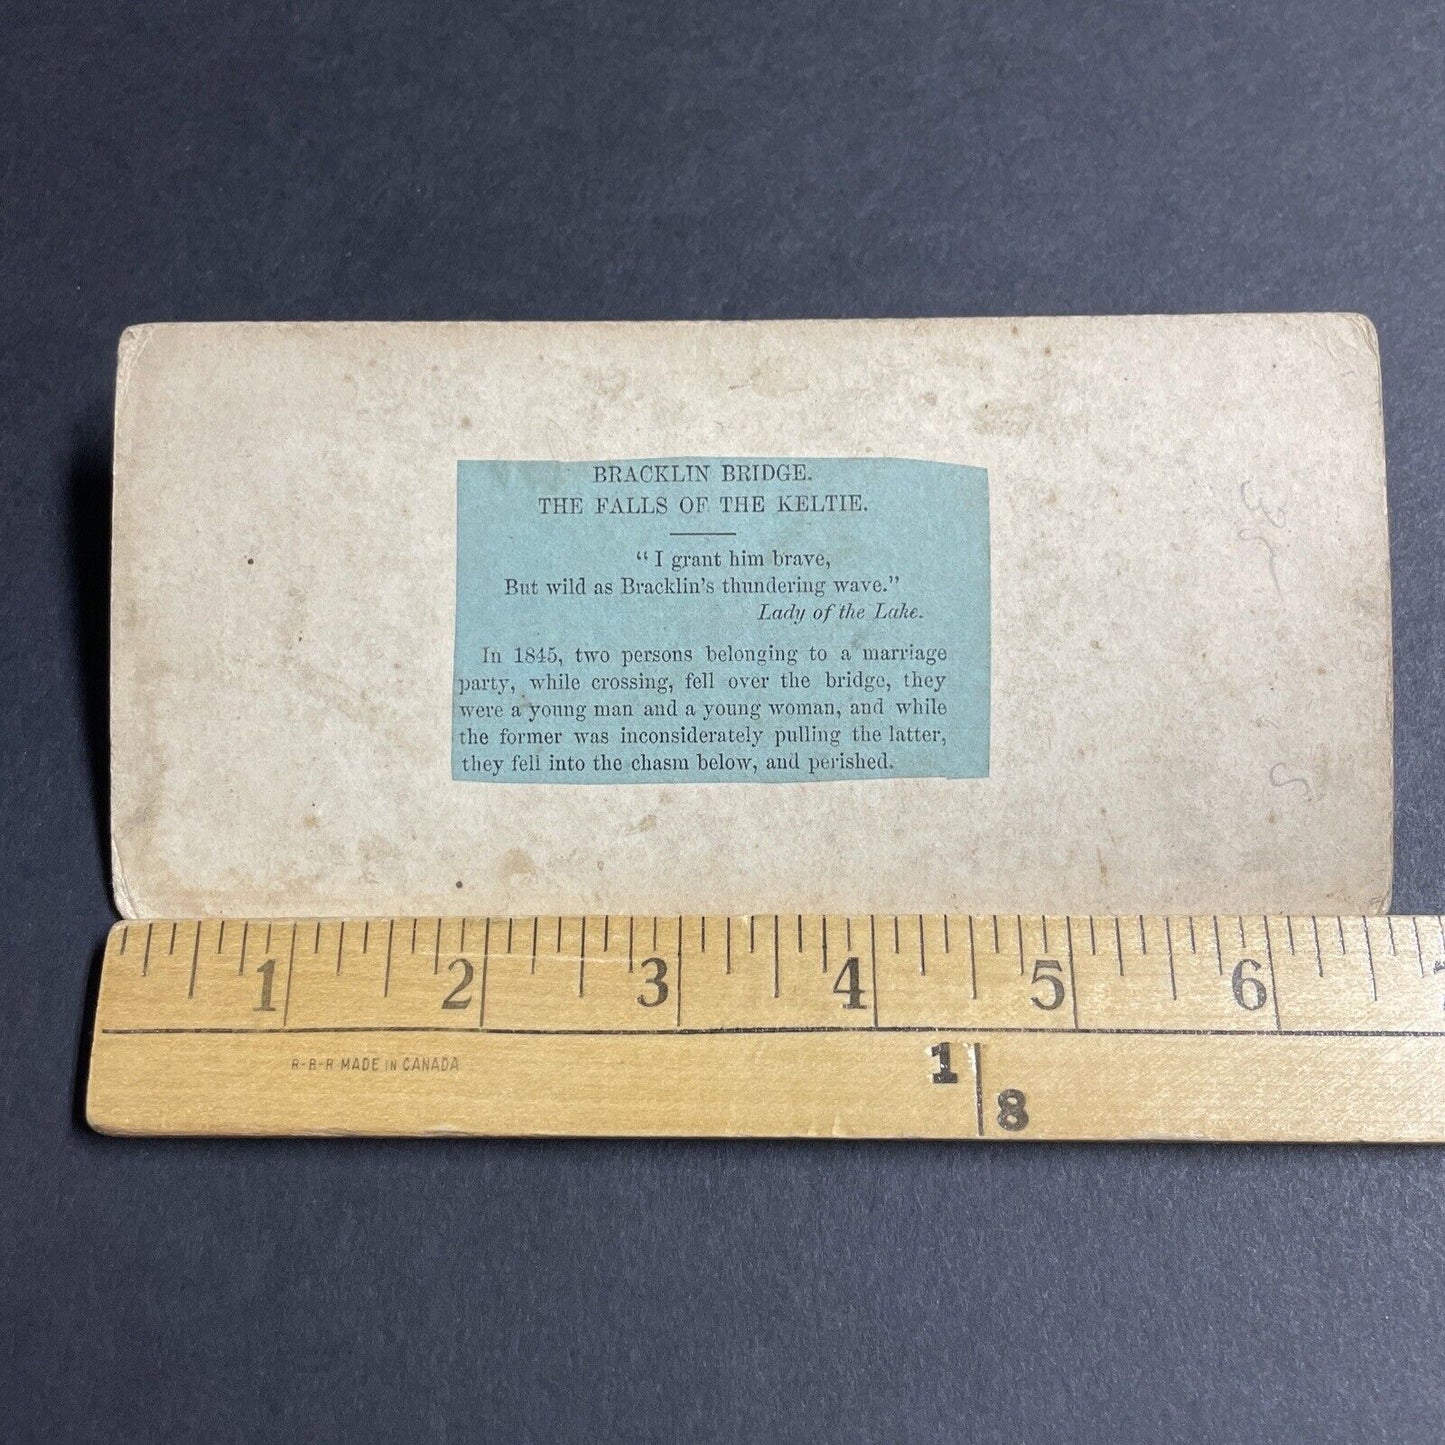 BRACKLIN BRIDGE.
THE FALLS OF THE KELTIE.
“ I grant him brave,
But wild as Bracklin's thundering wave.”
Lady of the Lake.
In 1845, two persons belonging to a marriage
party, while crossing, fell over the bridge, they
were a young man and a young woman, and while
the former was inconsiderately pulling the latter,
they fell into the chasm below, and perished.
1 2 3 4 5 6
R-B-R MADE IN CANADA
1
8